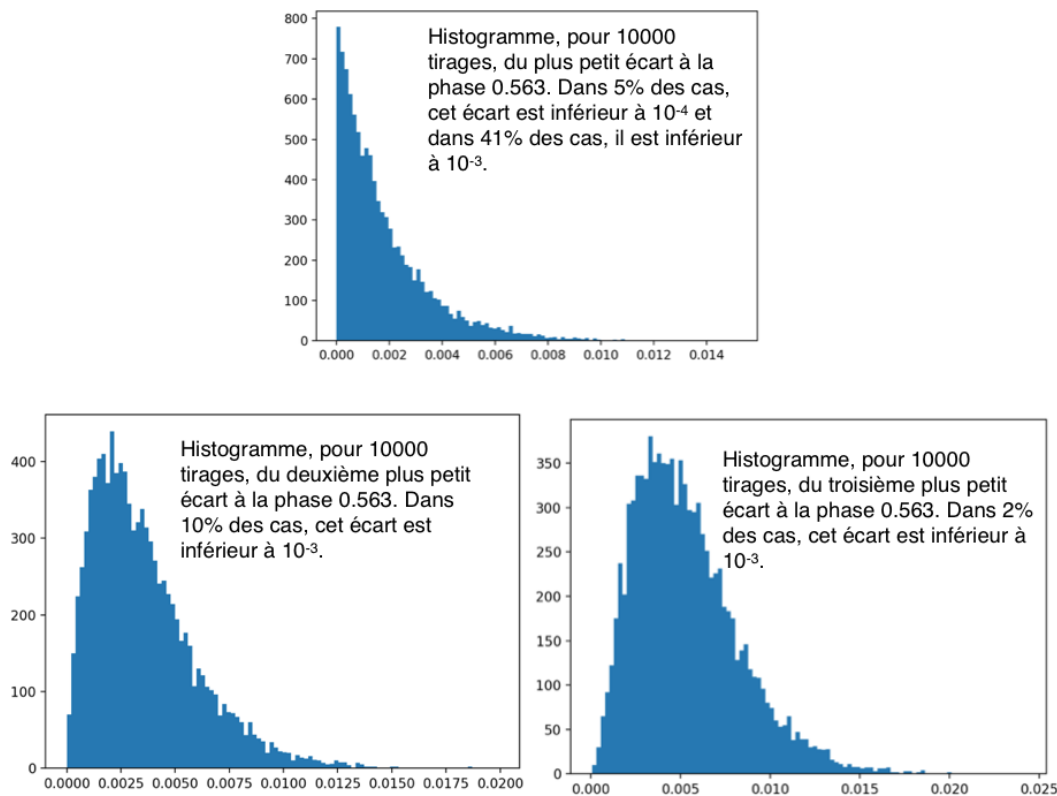 800
Histogramme, pour 10000
700
tirages, du plus petit écart à la
phase 0.563. Dans 5% des cas,
600
cet écart est inférieur à 10-4 et
500
dans 41% des cas, il est inférieur
à 10-3.
400
300
200
100
0
0.000 0.002 0.004 0.006 0.008 0.010 0.012 0.014
Histogramme, pour 10000
tirages, du deuxième plus petit
écart à la phase 0.563. Dans
10% des cas, cet écart est
inférieur à 10-3.
400
300
200
100
0
0.0000 0.0025 0.0050 0.0075 0.0100 0.0125 0.0150 0.0175 0.0200
Histogramme, pour 10000
tirages, du troisième plus petit
écart à la phase 0.563. Dans 2%
des cas, cet écart est inférieur à
10-3.
350
300
250
200
150
100
50
0
0.000 0.005 0.010 0.015 0.020 0.025